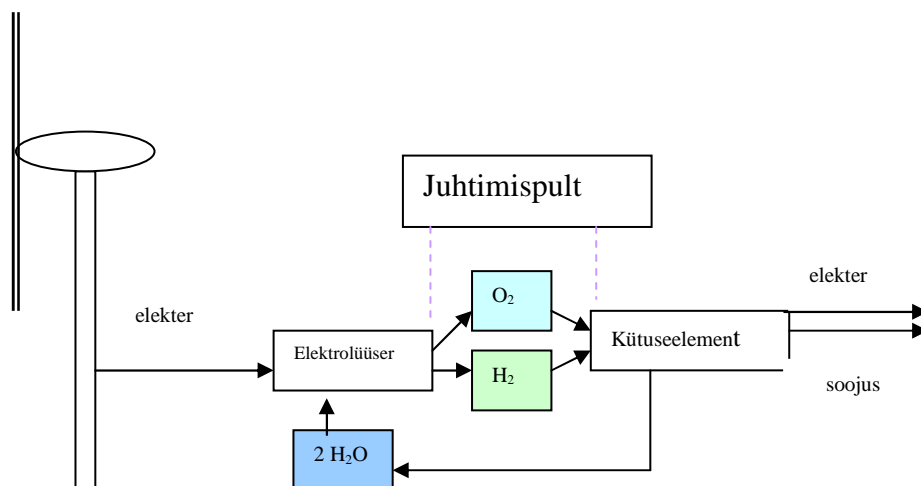 Juhtimispult
elekter
O₂
elekter
Elektrolüüser
Kütuseelement
H₂
soojus
2 H₂O